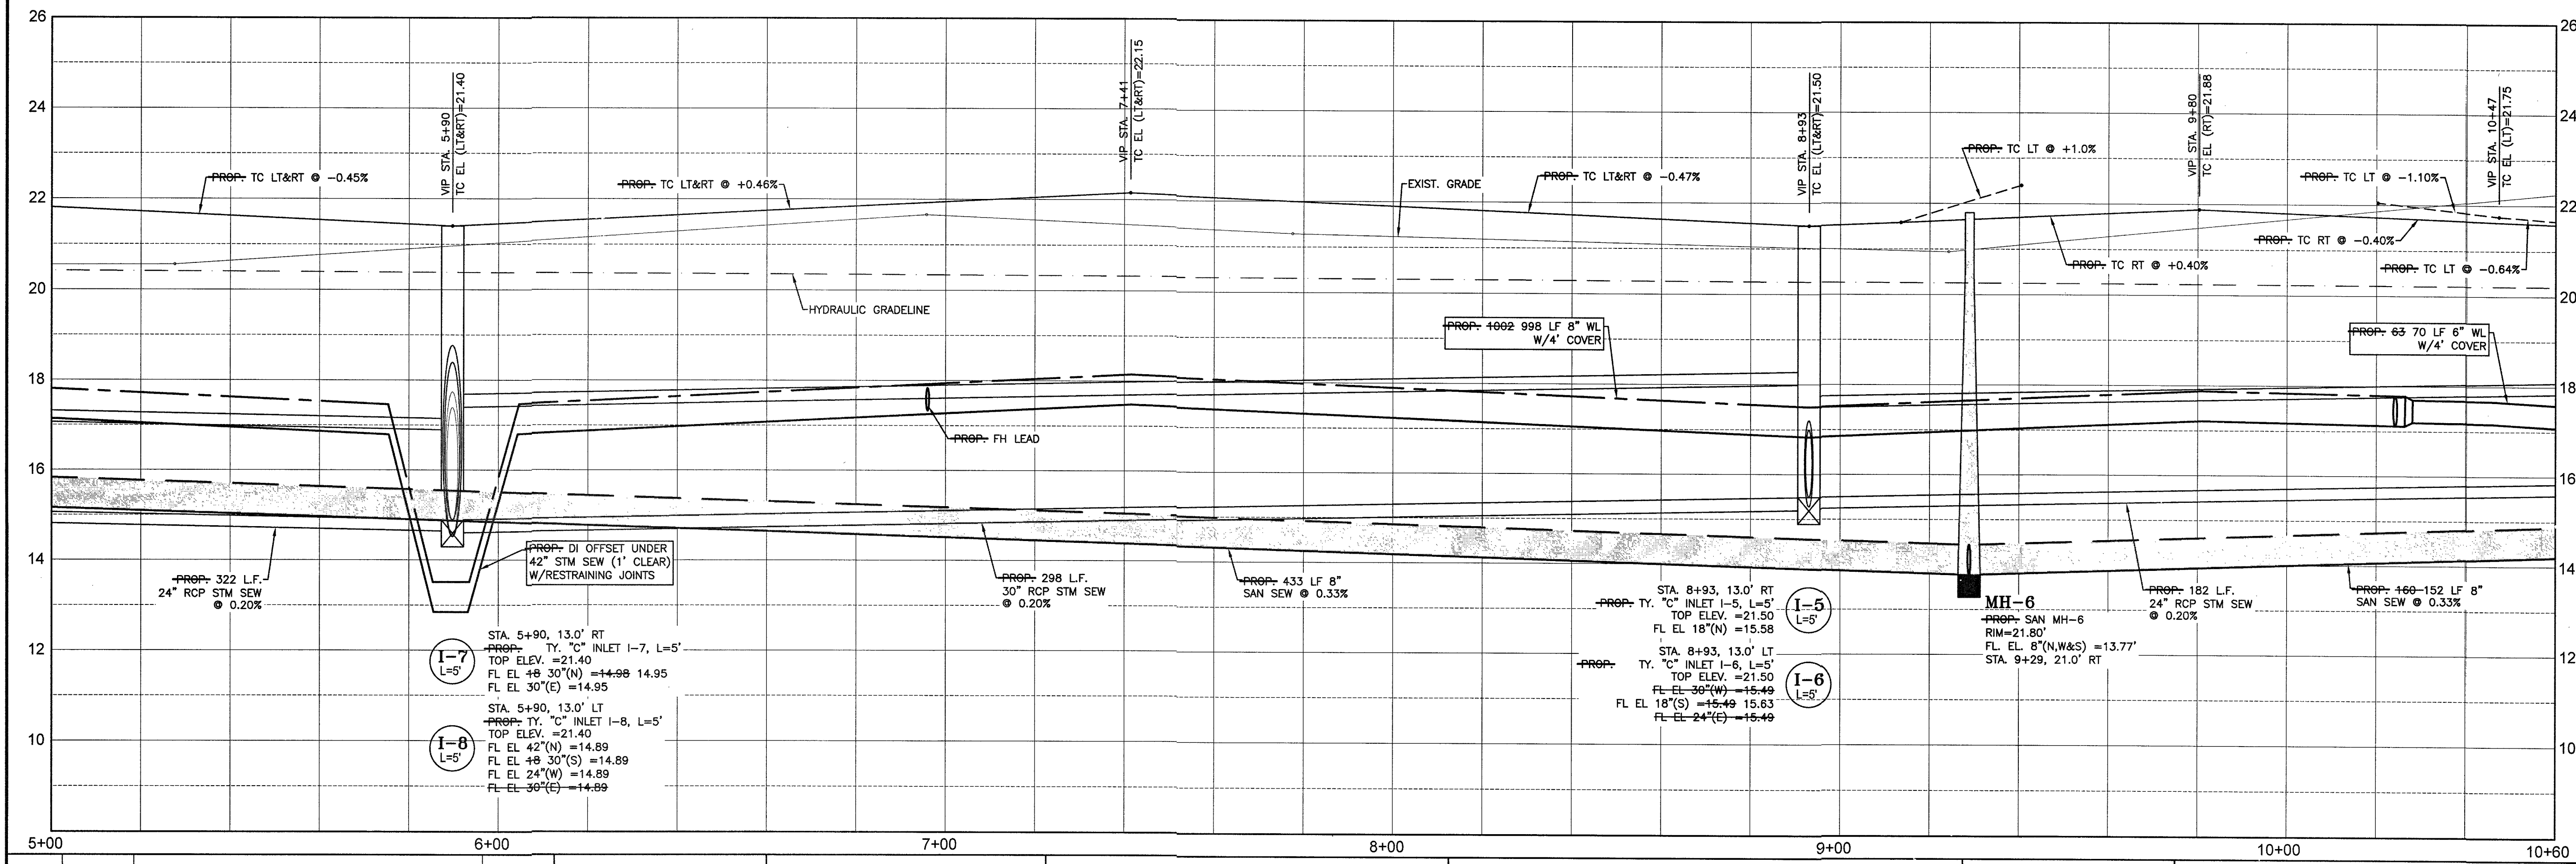 26
24
22
20
18
16
14
12
10
26
24
22
20
18
16
14
12
10
VIP STA. 5+90
TC EL (LT&RT)=21.40
VIP STA. 7+41
TC EL (LT&RT)=22.15
VIP STA. 8+93
TC EL (LT&RT)=21.50
VIP STA. 9+80
TC EL (RT)=21.88
VIP STA. 10+47
TC EL (LT)=21.75
PROP. TC LT&RT @ -0.45%
PROP. TC LT&RT @ +0.46%
EXIST. GRADE
PROP. TC LT&RT @ -0.47%
PROP. TC LT @ +1.0%
PROP. TC LT @ -1.10%
PROP. TC RT @ -0.40%
PROP. TC RT @ +0.40%
PROP. TC LT @ -0.64%
HYDRAULIC GRADELINE
PROP. 1002 998 LF 8" WL
W/4' COVER
PROP. 63 70 LF 6" WL
W/4' COVER
PROP. FH LEAD
PROP. DI OFFSET UNDER
42" STM SEW (1' CLEAR)
W/RESTRAINING JOINTS
PROP. 322 L.F.
24" RCP STM SEW
@ 0.20%
PROP. 298 L.F.
30" RCP STM SEW
@ 0.20%
PROP. 433 LF 8"
SAN SEW @ 0.33%
PROP. 182 L.F.
24" RCP STM SEW
@ 0.20%
PROP. 160 152 LF 8"
SAN SEW @ 0.33%
I-7
L=5'
STA. 5+90, 13.0' RT
PROP. TY. "C" INLET I-7, L=5'
TOP ELEV. =21.40
FL EL 18 30"(N) =14.98 14.95
FL EL 30"(E) =14.95
I-8
L=5'
STA. 5+90, 13.0' LT
PROP. TY. "C" INLET I-8, L=5'
TOP ELEV. =21.40
FL EL 42"(N) =14.89
FL EL 18 30"(S) =14.89
FL EL 24"(W) =14.89
FL EL 30"(E) =14.89
STA. 8+93, 13.0' RT
PROP. TY. "C" INLET I-5, L=5'
TOP ELEV. =21.50
FL EL 18"(N) =15.58
I-5
L=5'
STA. 8+93, 13.0' LT
PROP. TY. "C" INLET I-6, L=5'
TOP ELEV. =21.50
FL EL 30"(W) =15.49
FL EL 18"(S) =15.49 15.63
FL EL 24"(E) =15.49
I-6
L=5'
MH-6
PROP. SAN MH-6
RIM=21.80'
FL. EL. 8"(N,W&S) =13.77'
STA. 9+29, 21.0' RT
5+00
6+00
7+00
8+00
9+00
10+00
10+60